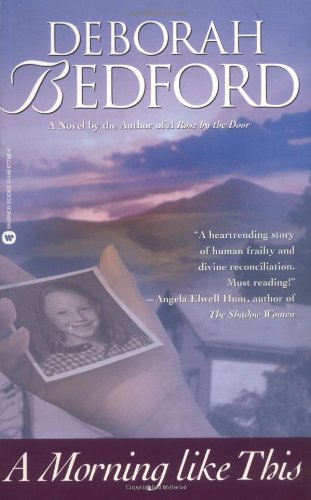 DEBORAH
BEDFORD
A Novel by the Author of A Rose by the Door
"A heartrending story
of human frailty and
divine reconciliation.
Must reading!"
—Angela Elwell Hunt, author of
The Shadow Women
A Morning like This